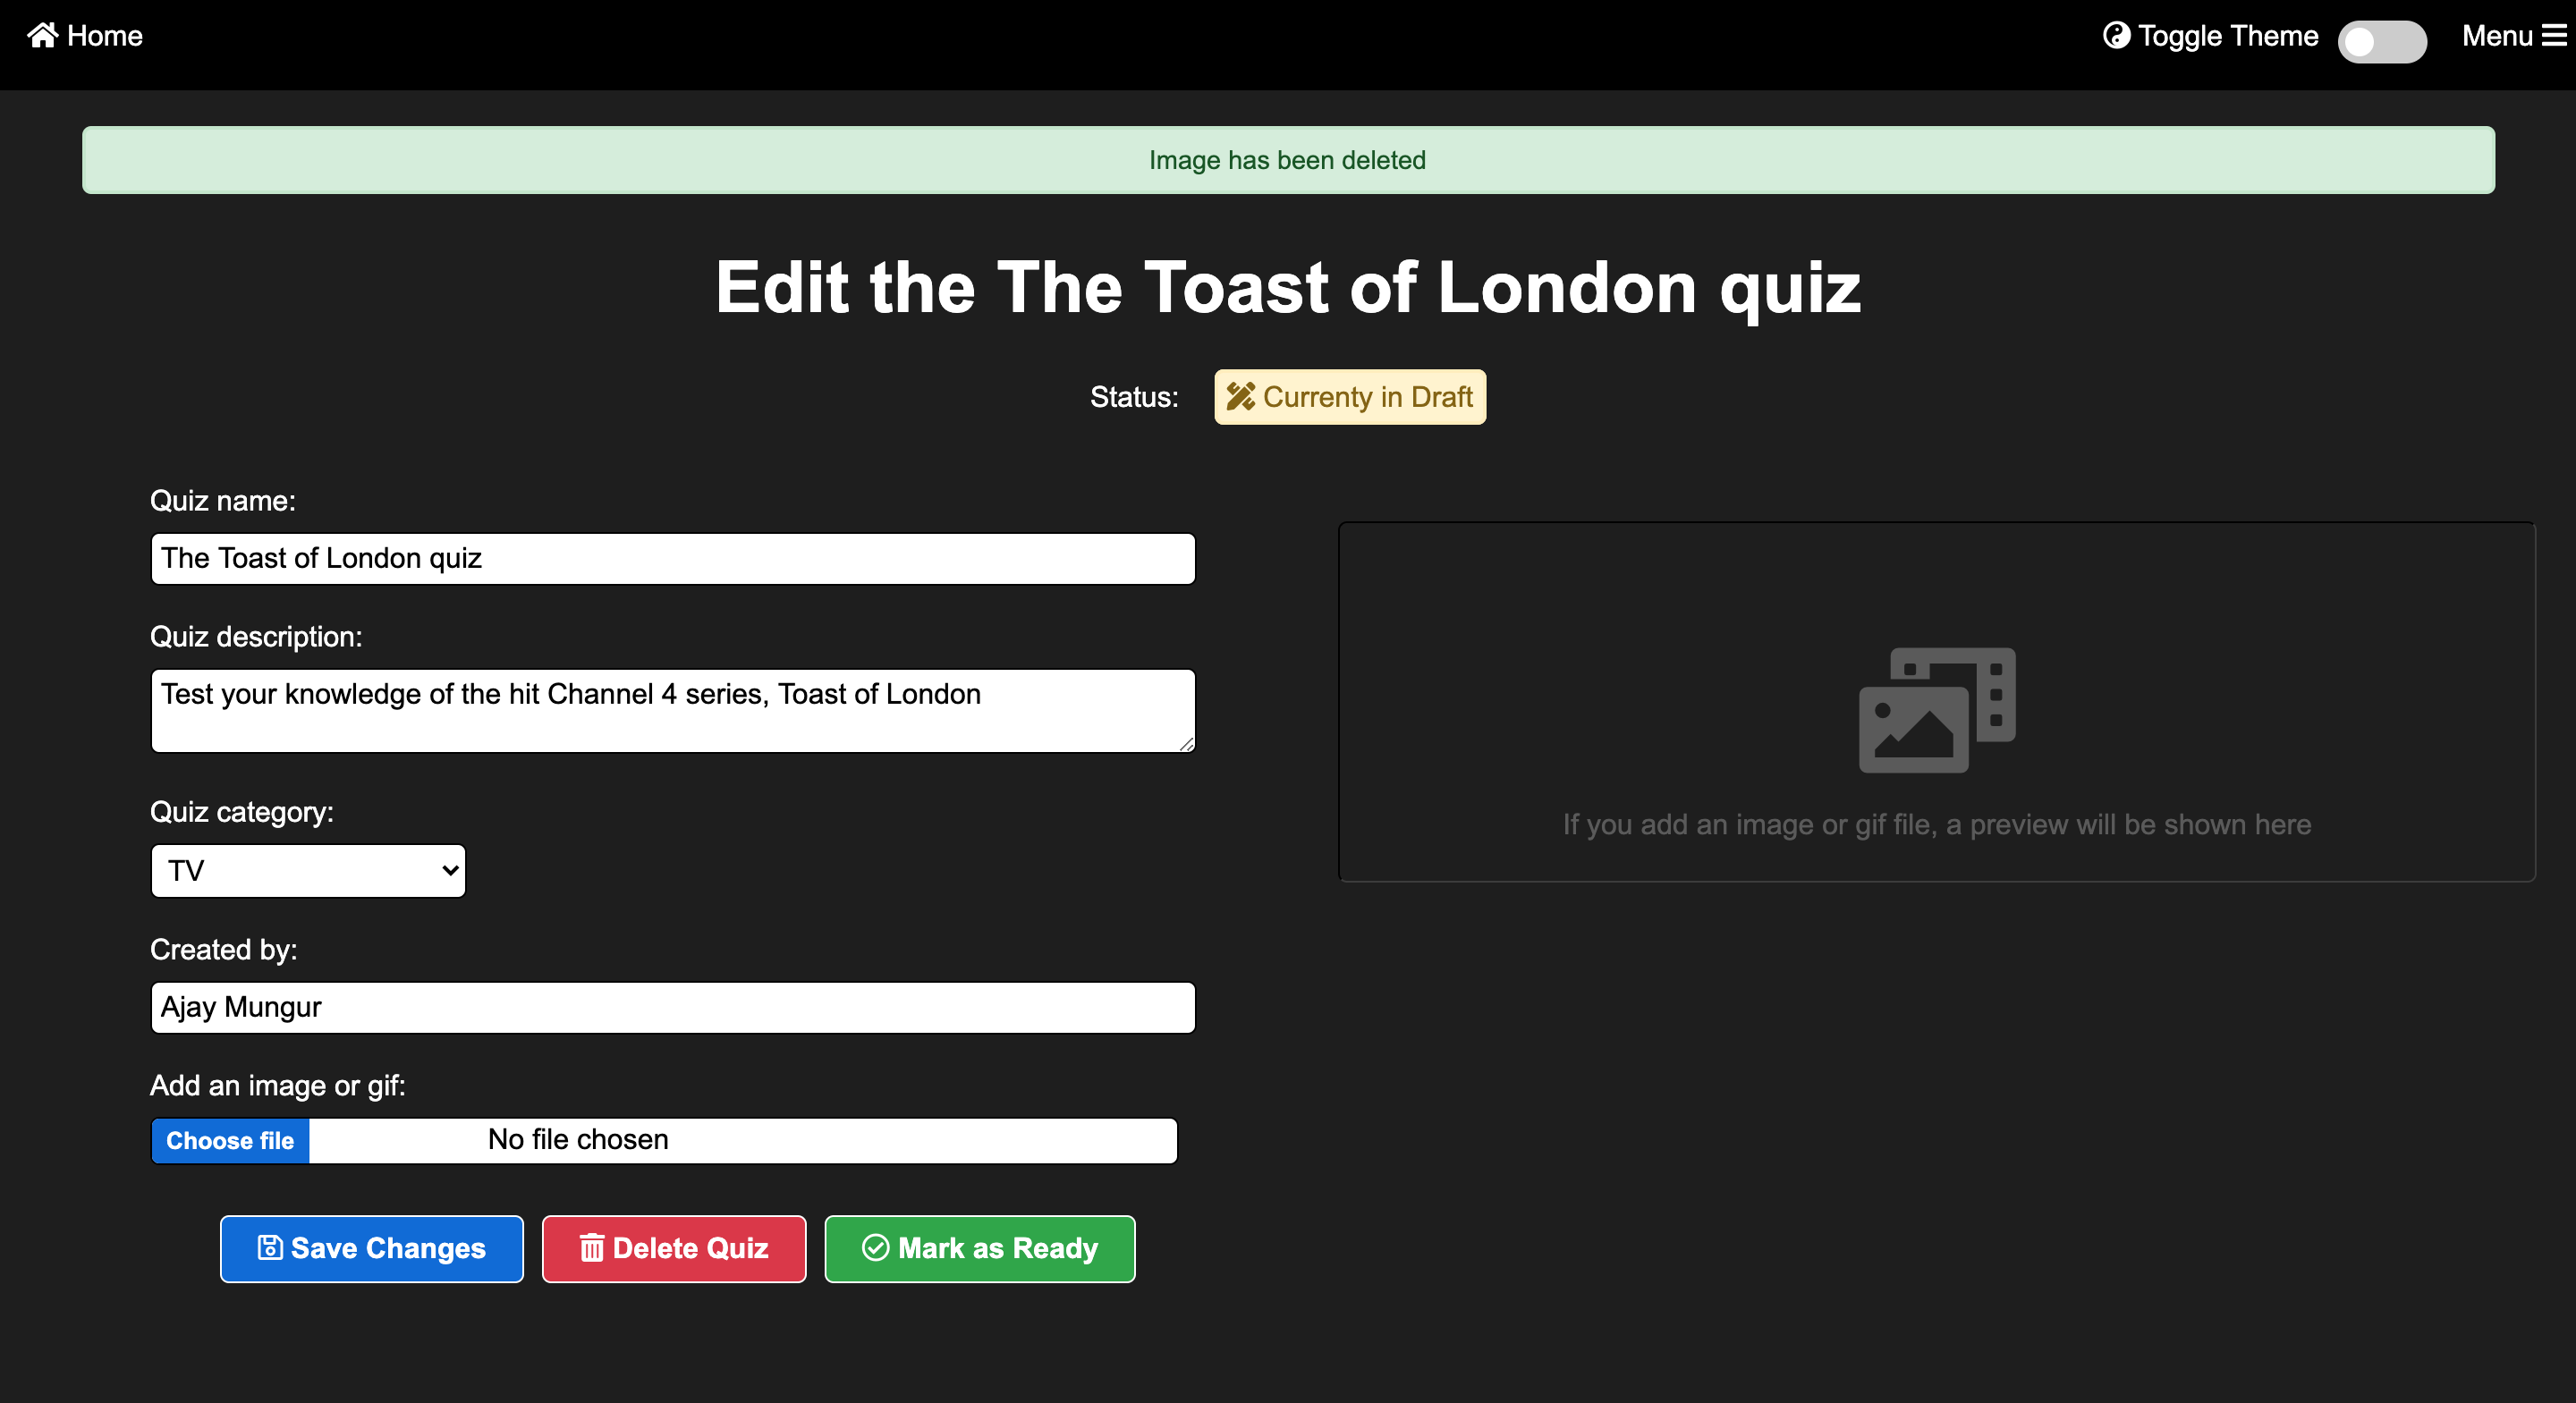 Home
Toggle Theme
Menu
Image has been deleted
Edit the The Toast of London quiz
Status:
Currenty in Draft
Quiz name:
The Toast of London quiz
Quiz description:
Test your knowledge of the hit Channel 4 series, Toast of London
Quiz category:
TV
Created by:
Ajay Mungur
Add an image or gif:
Choose file
No file chosen
Save Changes
Delete Quiz
Mark as Ready
If you add an image or gif file, a preview will be shown here